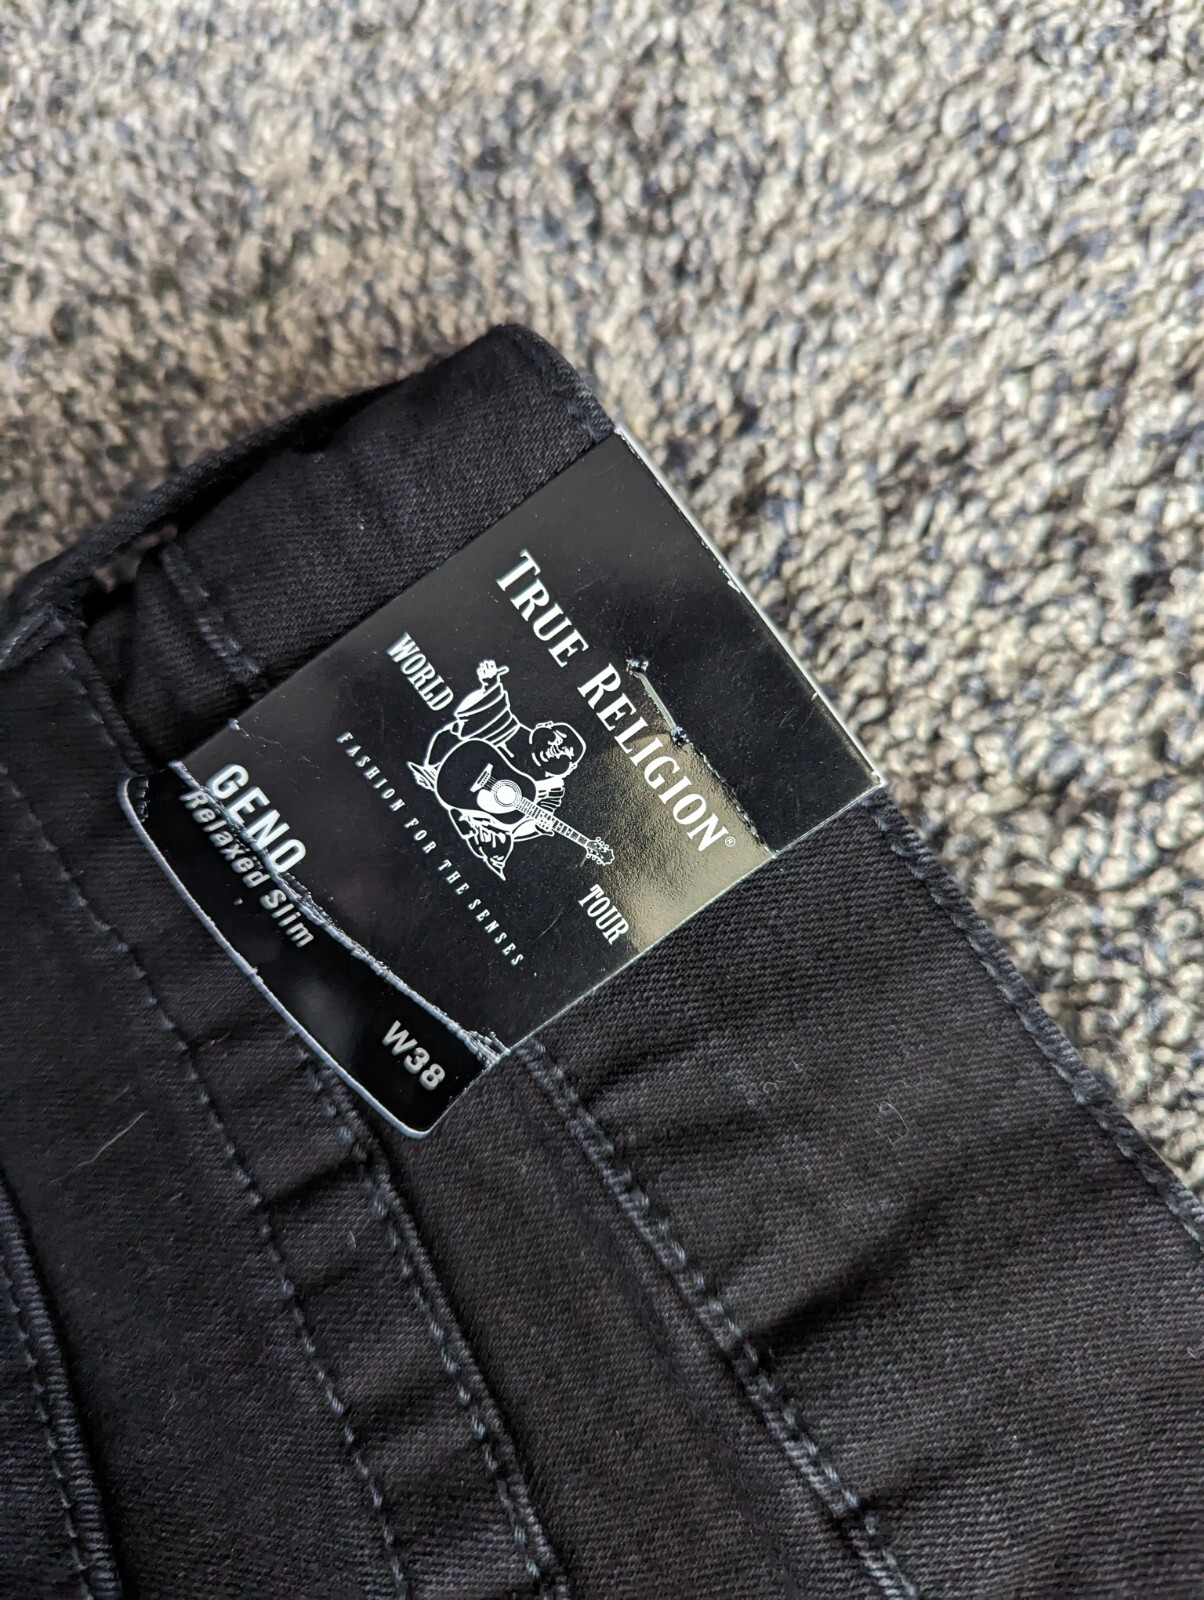 TRUE RELIGION®
WORLD TOUR
FASHION FOR THE SENSES
GENO
Relaxed Slim
W38